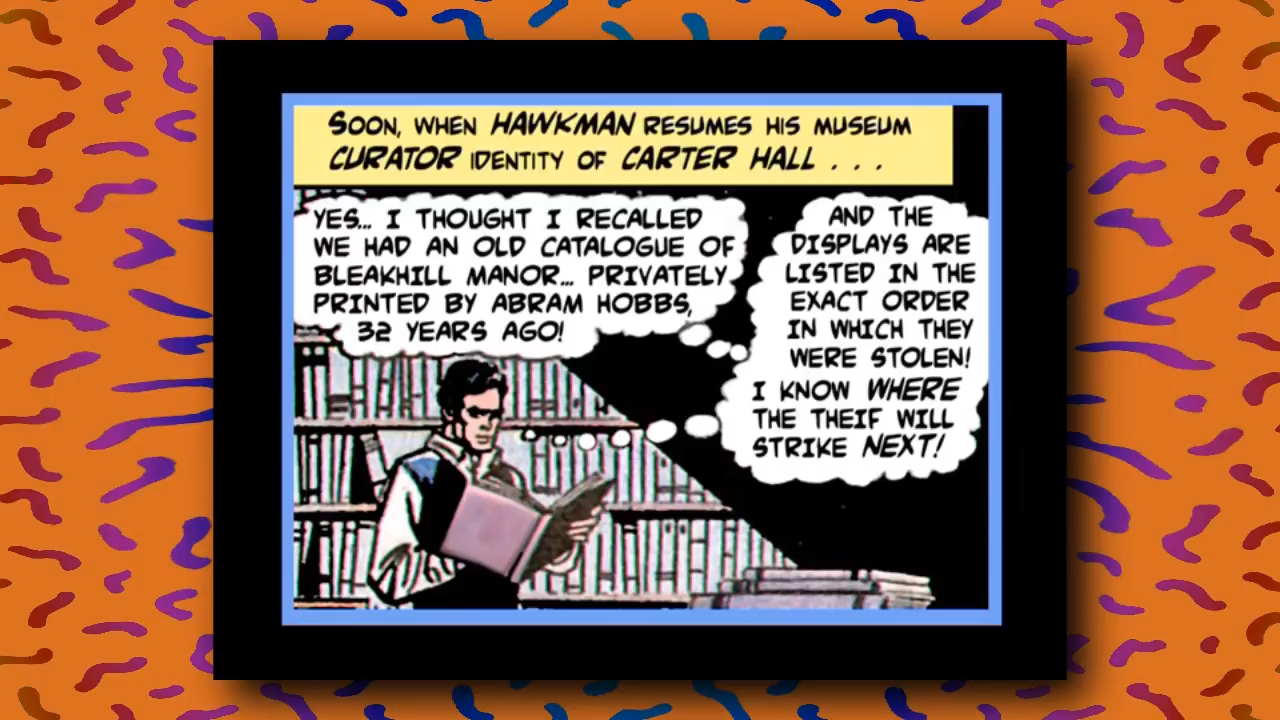 SOON, WHEN HAWKMAN RESUMES HIS MUSEUM
CURATOR IDENTITY OF CARTER HALL . . .
YES... I THOUGHT I RECALLED
WE HAD AN OLD CATALOGUE OF
BLEAKHILL MANOR... PRIVATELY
PRINTED BY ABRAM HOBBS,
32 YEARS AGO!
AND THE
DISPLAYS ARE
LISTED IN THE
EXACT ORDER
IN WHICH THEY
WERE STOLEN!
I KNOW WHERE
THE THEIF WILL
STRIKE NEXT!